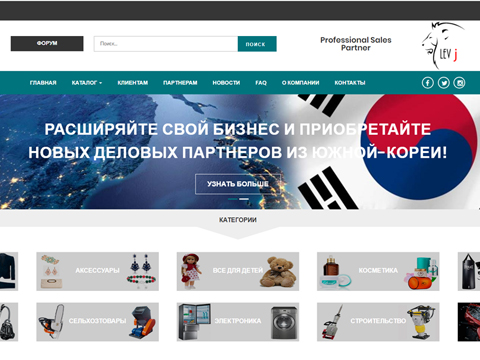 ФОРУМ
Поиск.
ПОИСК
Professional Sales
Partner
LEV j
ГЛАВНАЯ
КАТАЛОГ
КЛИЕНТАМ
ПАРТНЕРАМ
НОВОСТИ
FAQ
О КОМПАНИИ
КОНТАКТЫ
РАСШИРЯЙТЕ СВОЙ БИЗНЕС И ПРИОБРЕТАЙТЕ
НОВЫХ ДЕЛОВЫХ ПАРТНЕРОВ ИЗ ЮЖНОЙ-КОРЕИ!
УЗНАТЬ БОЛЬШЕ
КАТЕГОРИИ
АКСЕССУАРЫ
ВСЕ ДЛЯ ДЕТЕЙ
КОСМЕТИКА
СЕЛЬХОЗТОВАРЫ
ЭЛЕКТРОНИКА
СТРОИТЕЛЬСТВО